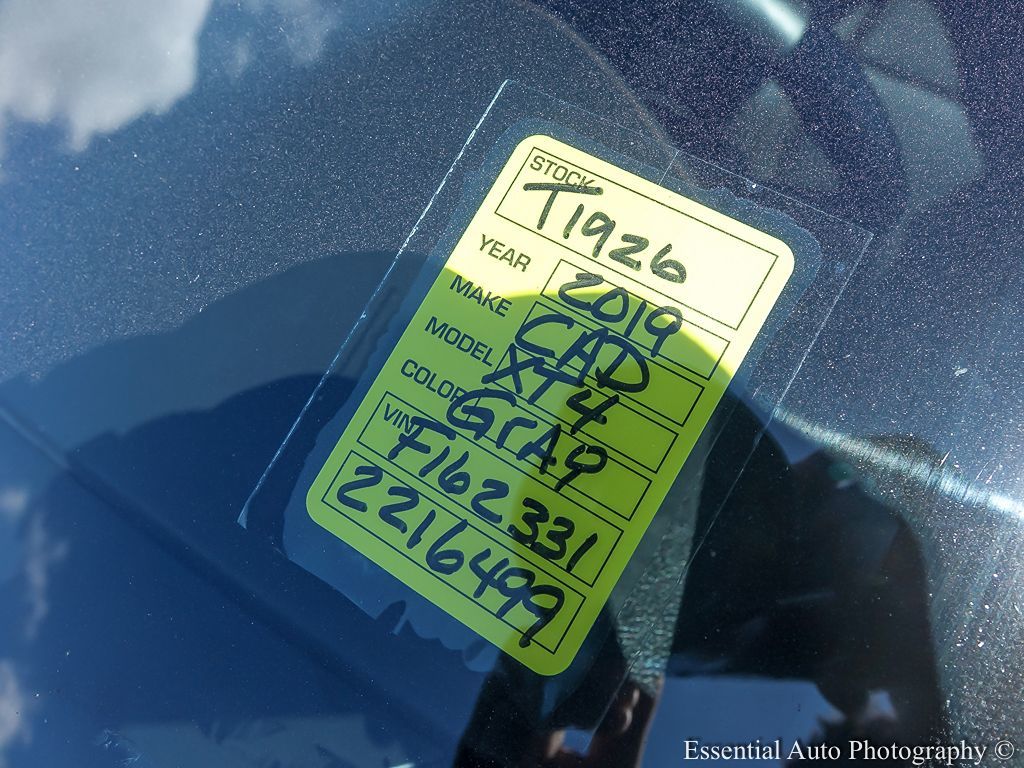 STOCK T1926
YEAR 2019
MAKE CAD
MODEL XT4
COLOR GrAy
VIN F162331
2216499
Essential Auto Photography ©